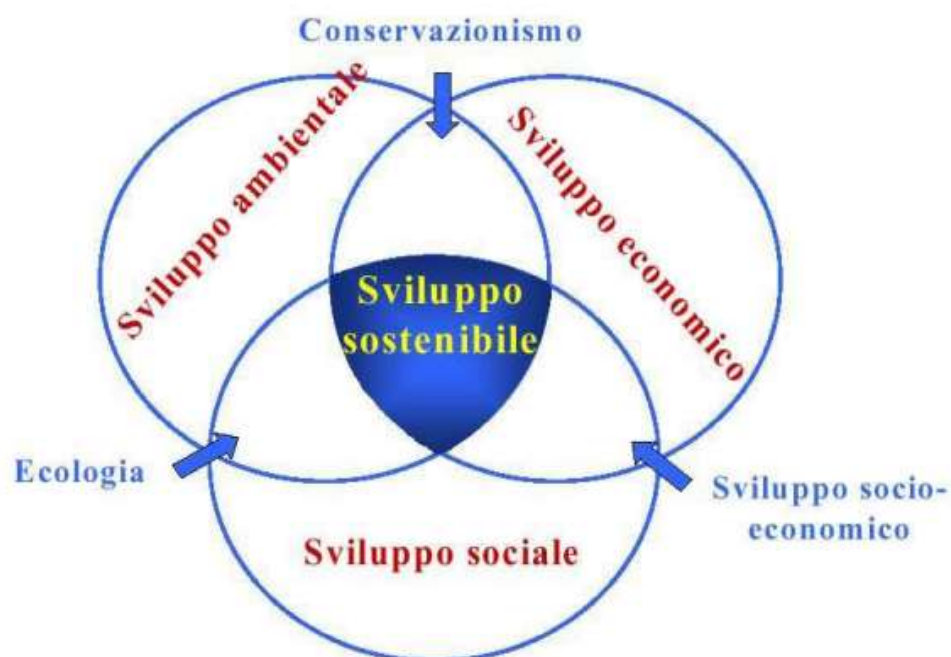 Conservazionismo
Sviluppo ambientale
Sviluppo economico
Sviluppo
sostenibile
Ecologia
Sviluppo socio-
economico
Sviluppo sociale